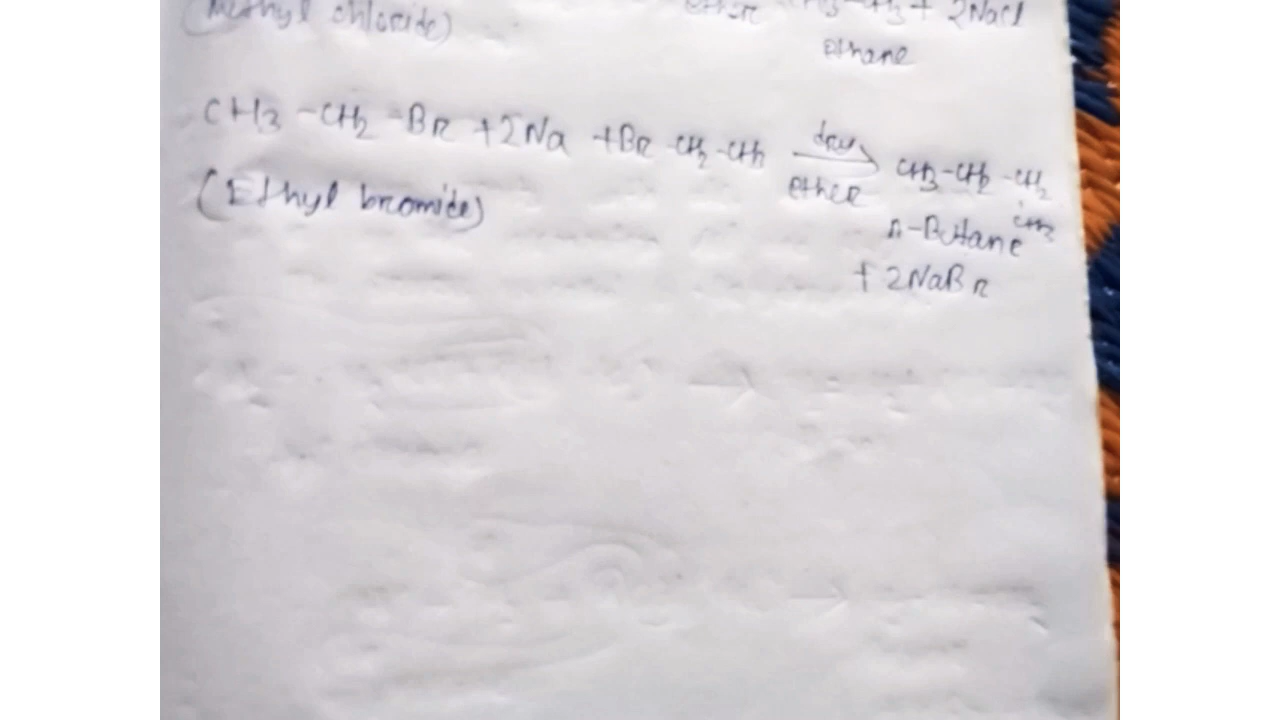 (Methyl chloride) ether CH3-CH3 + 2NaCl
ethane
CH3 -CH2 -Br +2Na +Br -CH2 -CH3 dry ether CH3-CH2 -CH2
CH3
(Ethyl bromide) n-Butane
+ 2NaBr